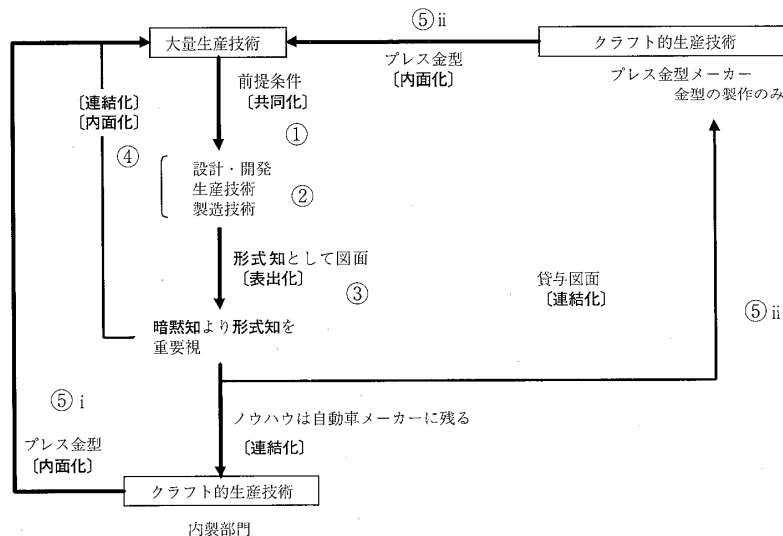 ⑤ ii
大量生産技術
クラフト的生産技術
プレス金型
〔内面化〕
プレス金型メーカー
金型の製作のみ
前提条件
〔共同化〕
〔連結化〕
〔内面化〕
①
④
設計・開発
生産技術
製造技術
②
形式知として図面
〔表出化〕
③
貸与図面
〔連結化〕
⑤ ii
暗黙知より形式知を
重要視
⑤ i
ノウハウは自動車メーカーに残る
〔連結化〕
プレス金型
〔内面化〕
クラフト的生産技術
内製部門